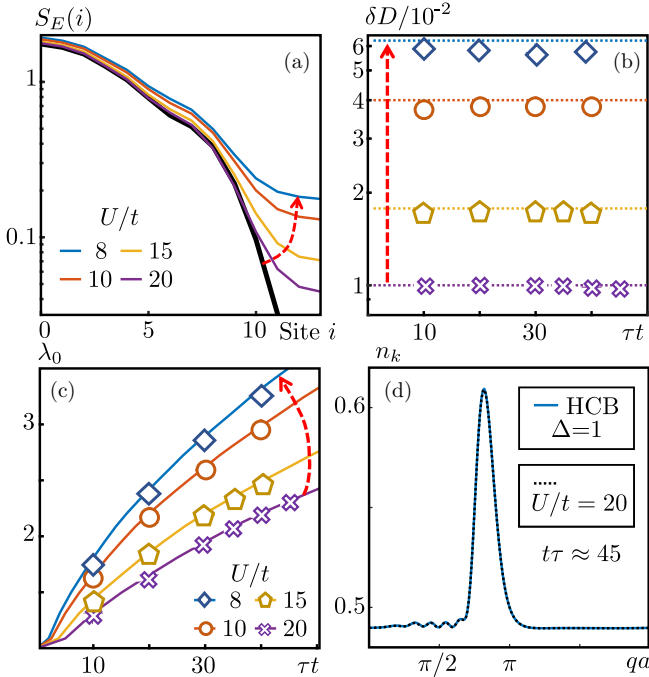 S_E(i)
(a)
1
0.1
U/t
8 15
10 20
0 5 10 Site i
δD/10⁻²
(b)
6
5
4
3
2
1
10 30 τt
λ₀
(c)
3
2
U/t
8 15
10 20
10 30 τt
n_k
(d)
0.6
0.5
HCB
Δ=1
U/t = 20
tτ ≈ 45
π/2 π qa